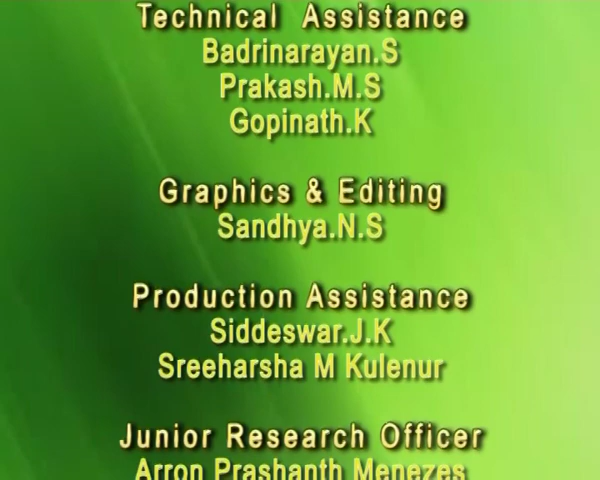 Technical Assistance
Badrinarayan.S
Prakash.M.S
Gopinath.K
Graphics & Editing
Sandhya.N.S
Production Assistance
Siddeswar.J.K
Sreeharsha M Kulenur
Junior Research Officer
Arron Prashanth Menezes